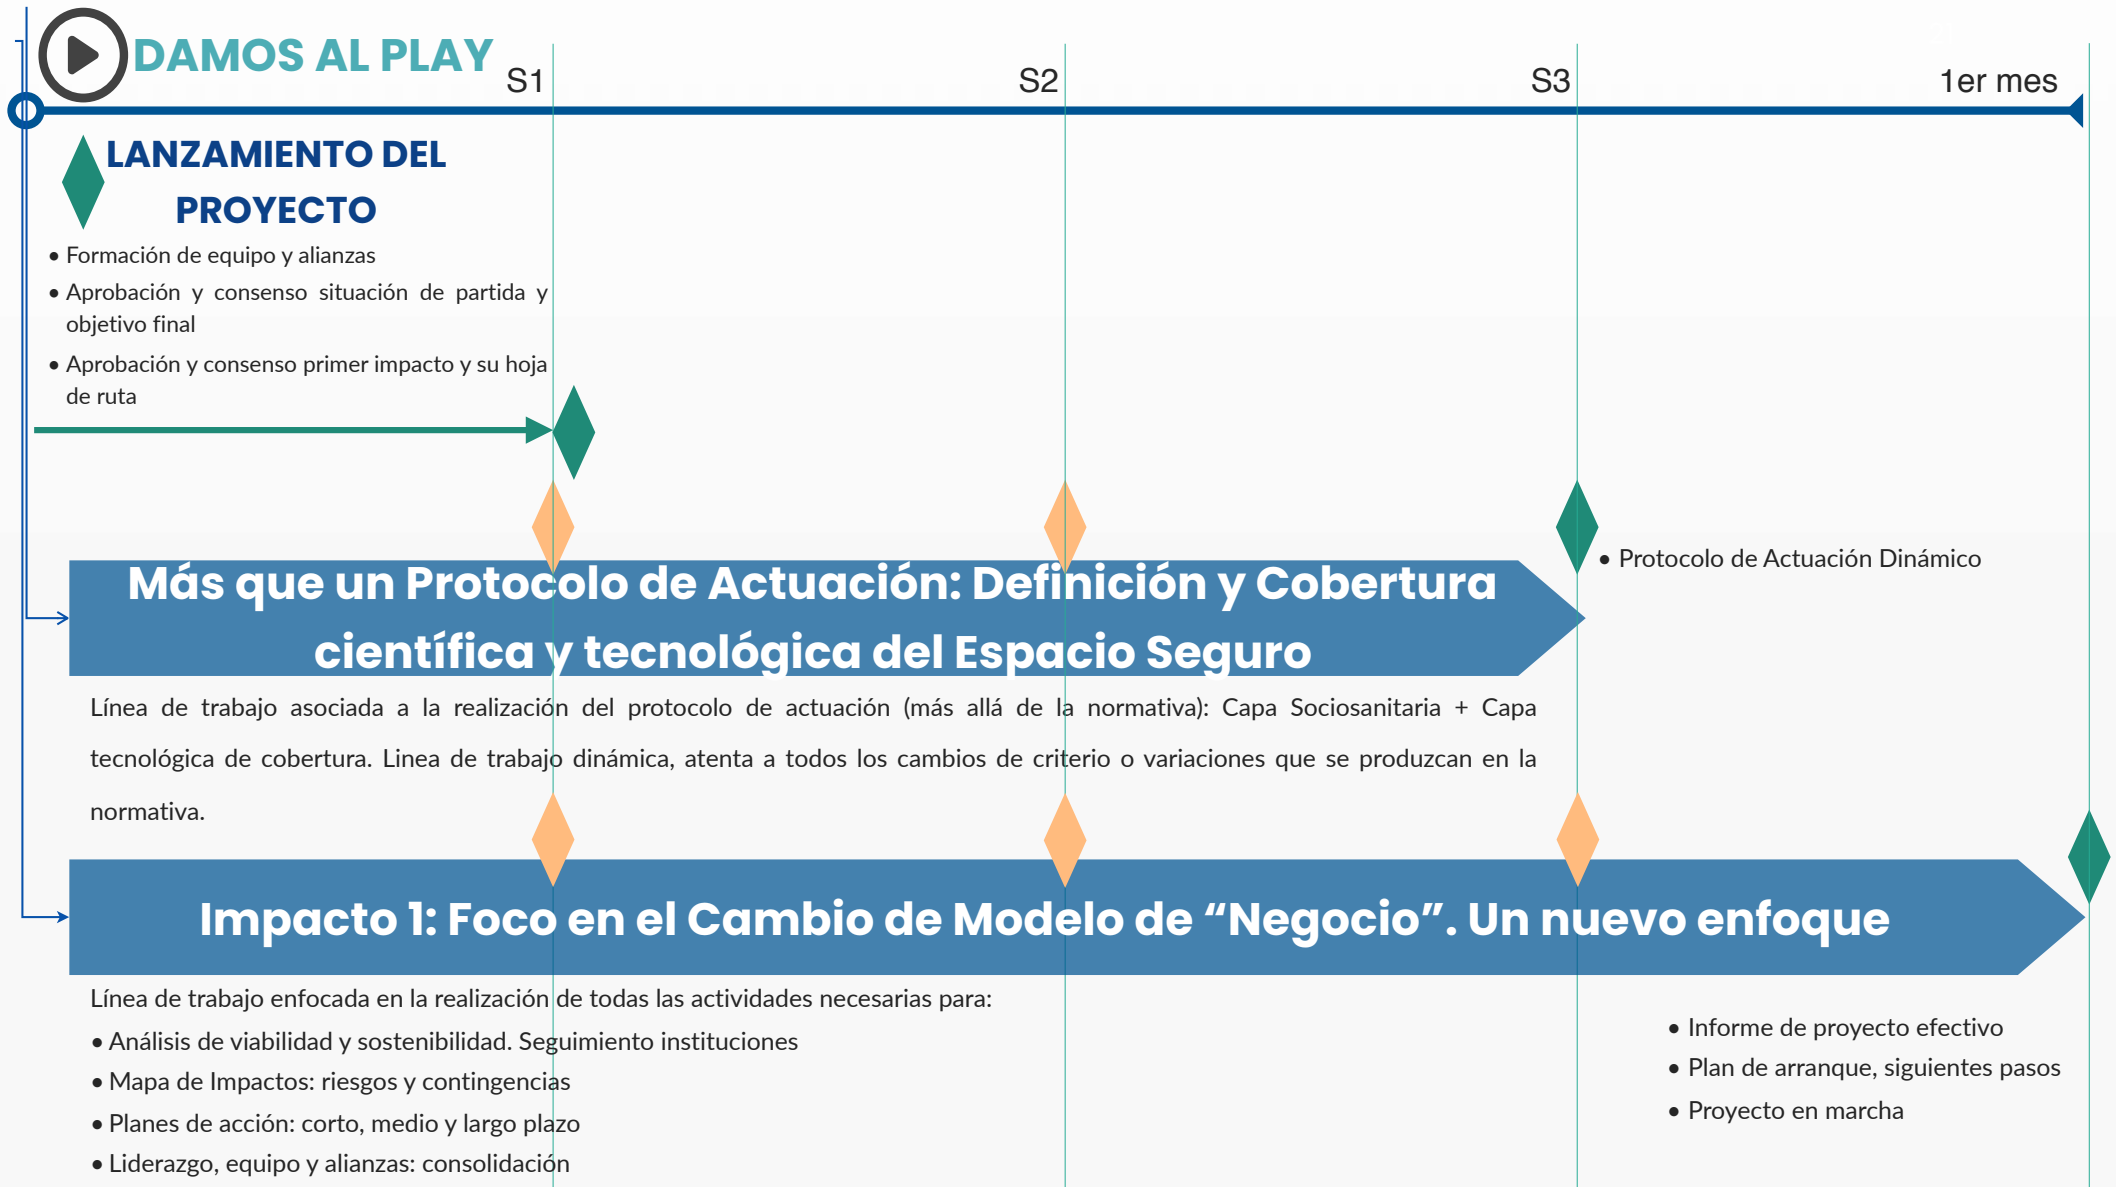 DAMOS AL PLAY
S1
S2
S3
1er mes
LANZAMIENTO DEL
PROYECTO
• Formación de equipo y alianzas
• Aprobación y consenso situación de partida y
objetivo final
• Aprobación y consenso primer impacto y su hoja
de ruta
• Protocolo de Actuación Dinámico
Más que un Protocolo de Actuación: Definición y Cobertura
científica y tecnológica del Espacio Seguro
Línea de trabajo asociada a la realización del protocolo de actuación (más allá de la normativa): Capa Sociosanitaria + Capa
tecnológica de cobertura. Linea de trabajo dinámica, atenta a todos los cambios de criterio o variaciones que se produzcan en la
normativa.
Impacto 1: Foco en el Cambio de Modelo de “Negocio”. Un nuevo enfoque
Línea de trabajo enfocada en la realización de todas las actividades necesarias para:
• Análisis de viabilidad y sostenibilidad. Seguimiento instituciones
• Mapa de Impactos: riesgos y contingencias
• Planes de acción: corto, medio y largo plazo
• Liderazgo, equipo y alianzas: consolidación
• Informe de proyecto efectivo
• Plan de arranque, siguientes pasos
• Proyecto en marcha